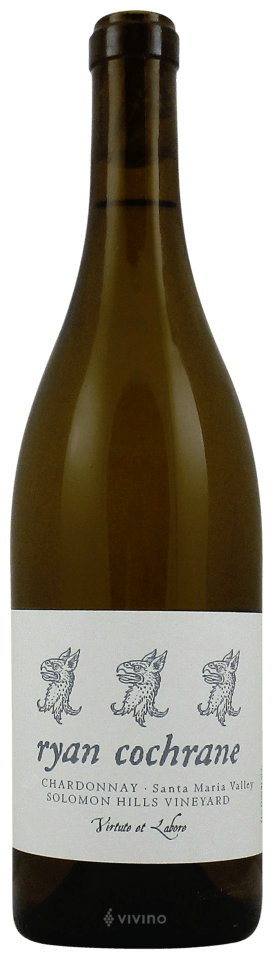 ryan cochrane
CHARDONNAY · Santa Maria Valley
SOLOMON HILLS VINEYARD
Virtute et Labore
VIVINO